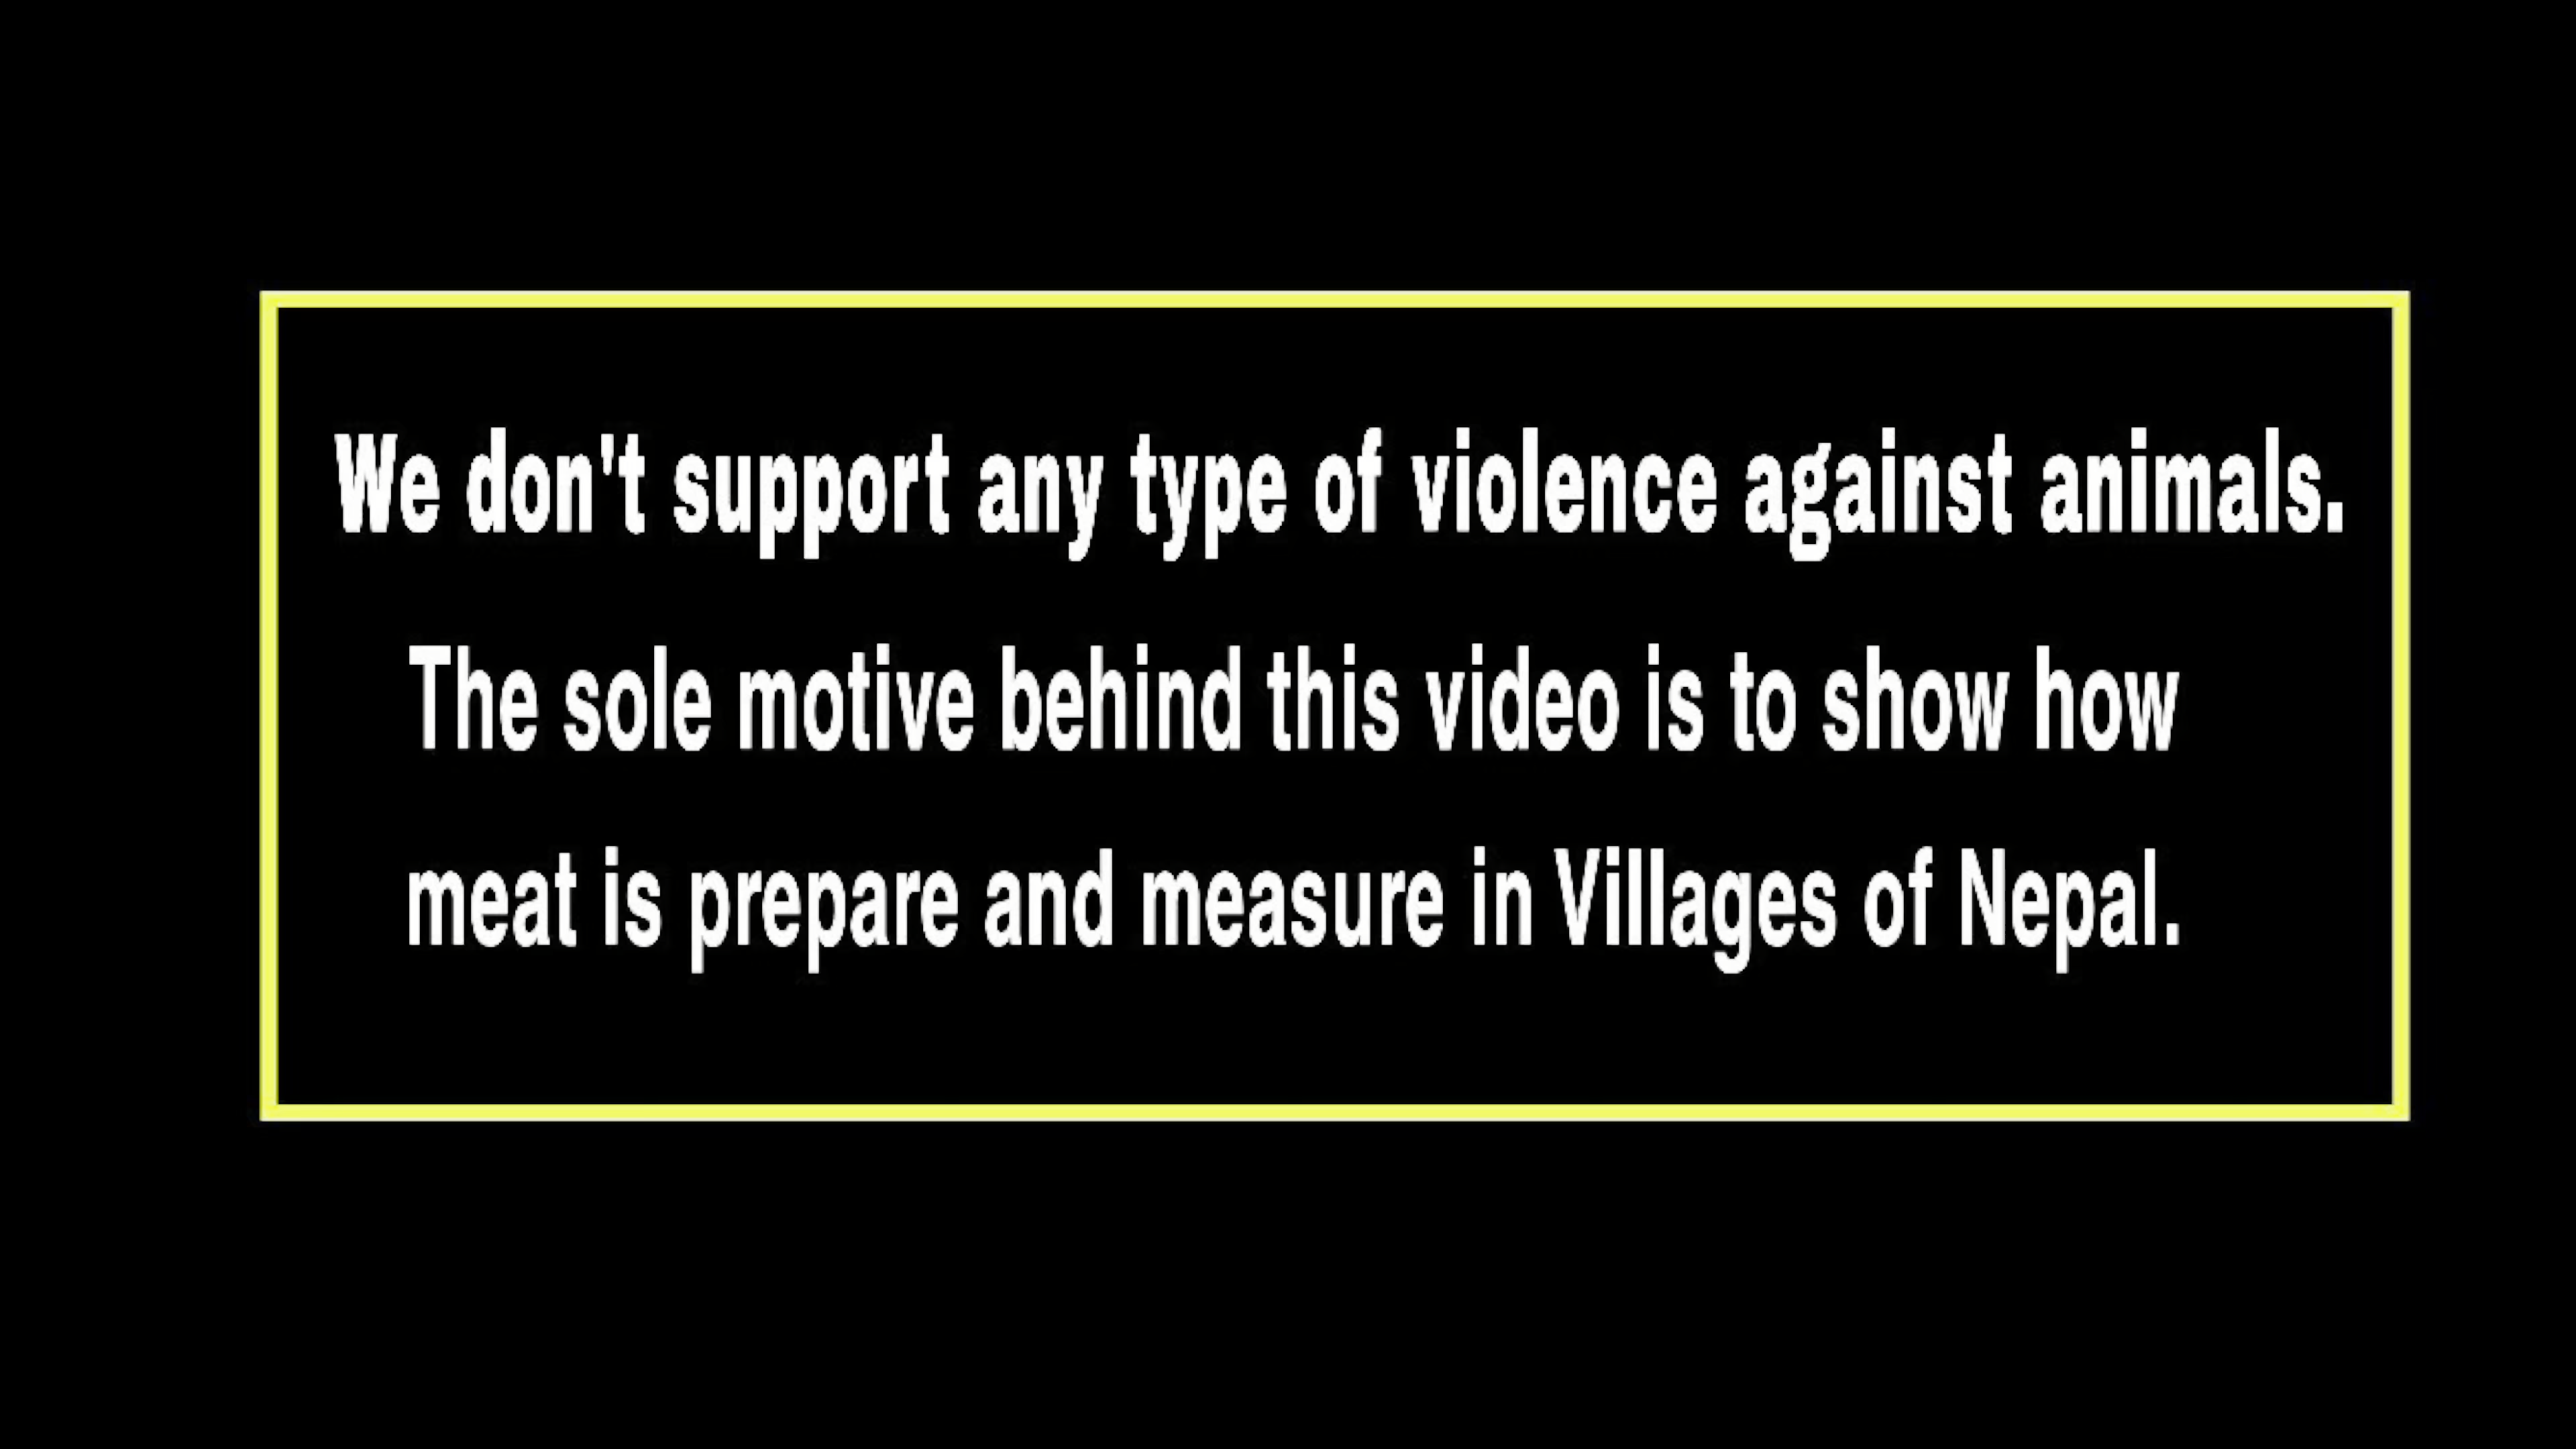 We don't support any type of violence against animals.
The sole motive behind this video is to show how
meat is prepare and measure in Villages of Nepal.